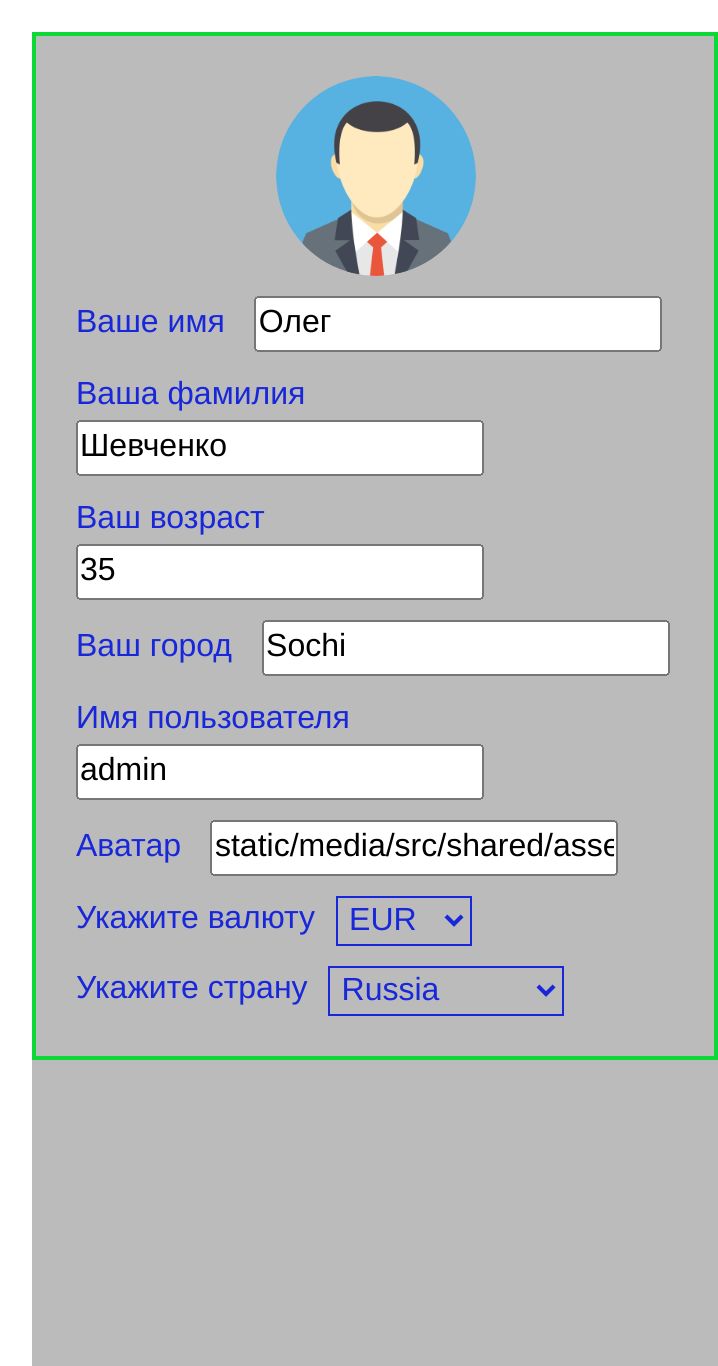 Ваше имя Олег
Ваша фамилия
Шевченко
Ваш возраст
35
Ваш город Sochi
Имя пользователя
admin
Аватар static/media/src/shared/asse
Укажите валюту EUR
Укажите страну Russia